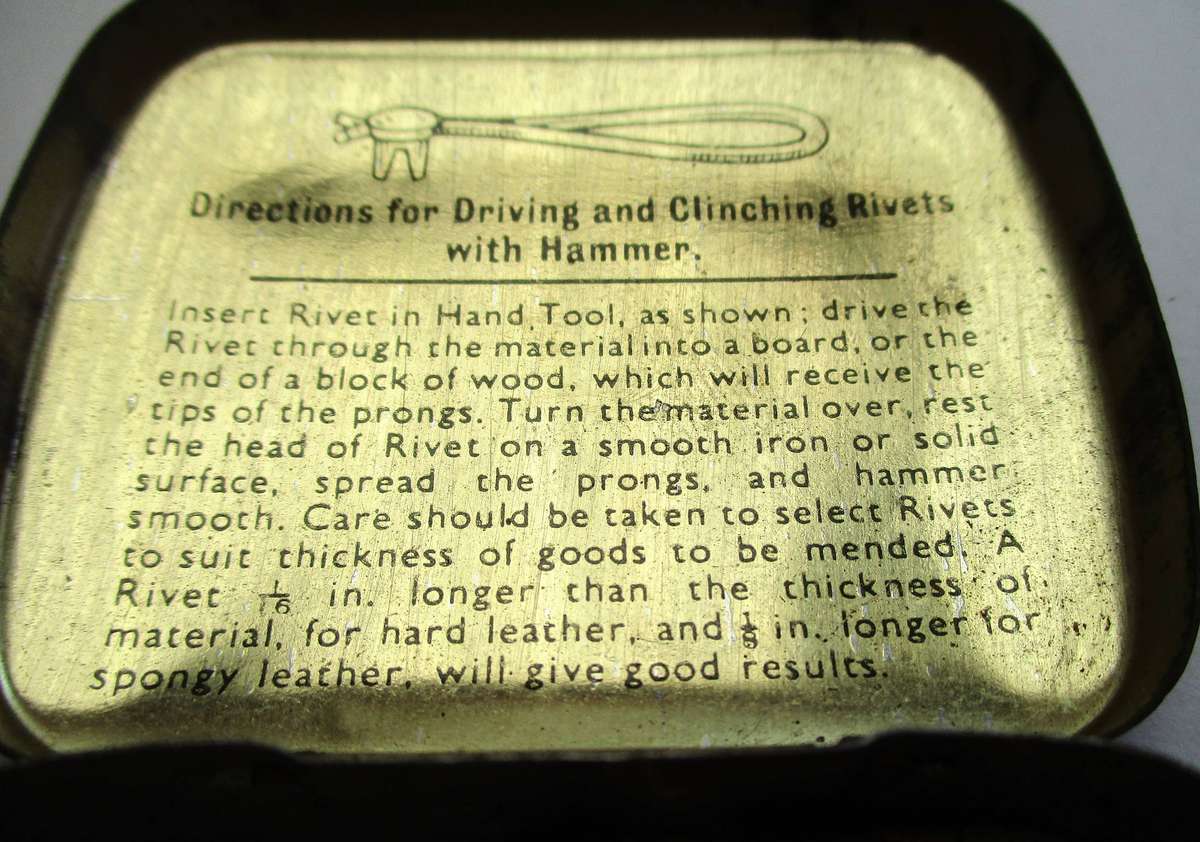 Directions for Driving and Clinching Rivets
with Hammer.
Insert Rivet in Hand Tool, as shown; drive the
Rivet through the material into a board, or the
end of a block of wood, which will receive the
tips of the prongs. Turn the material over, rest
the head of Rivet on a smooth iron or solid
surface, spread the prongs, and hammer
smooth. Care should be taken to select Rivets
to suit thickness of goods to be mended. A
Rivet 1/16 in. longer than the thickness of
material, for hard leather, and 1/8 in. longer for
spongy leather, will give good results.